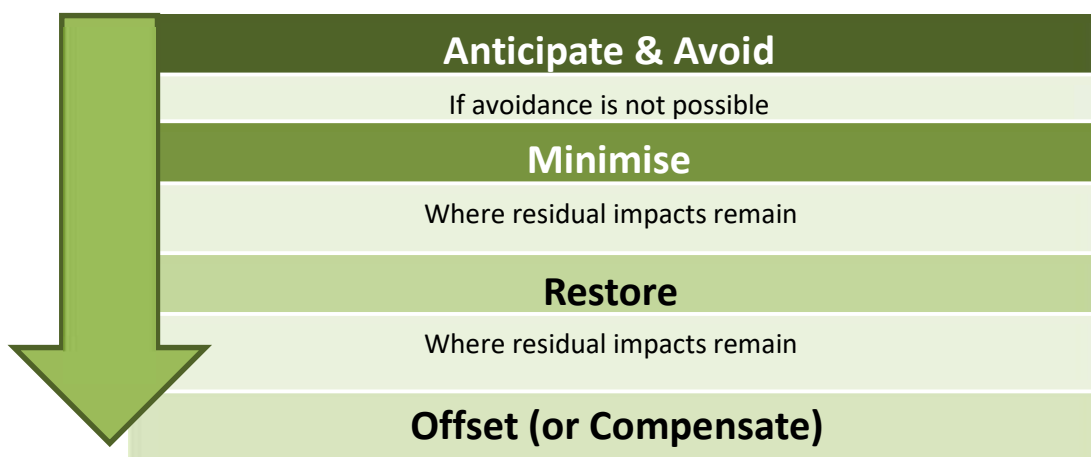 Anticipate & Avoid
If avoidance is not possible
Minimise
Where residual impacts remain
Restore
Where residual impacts remain
Offset (or Compensate)